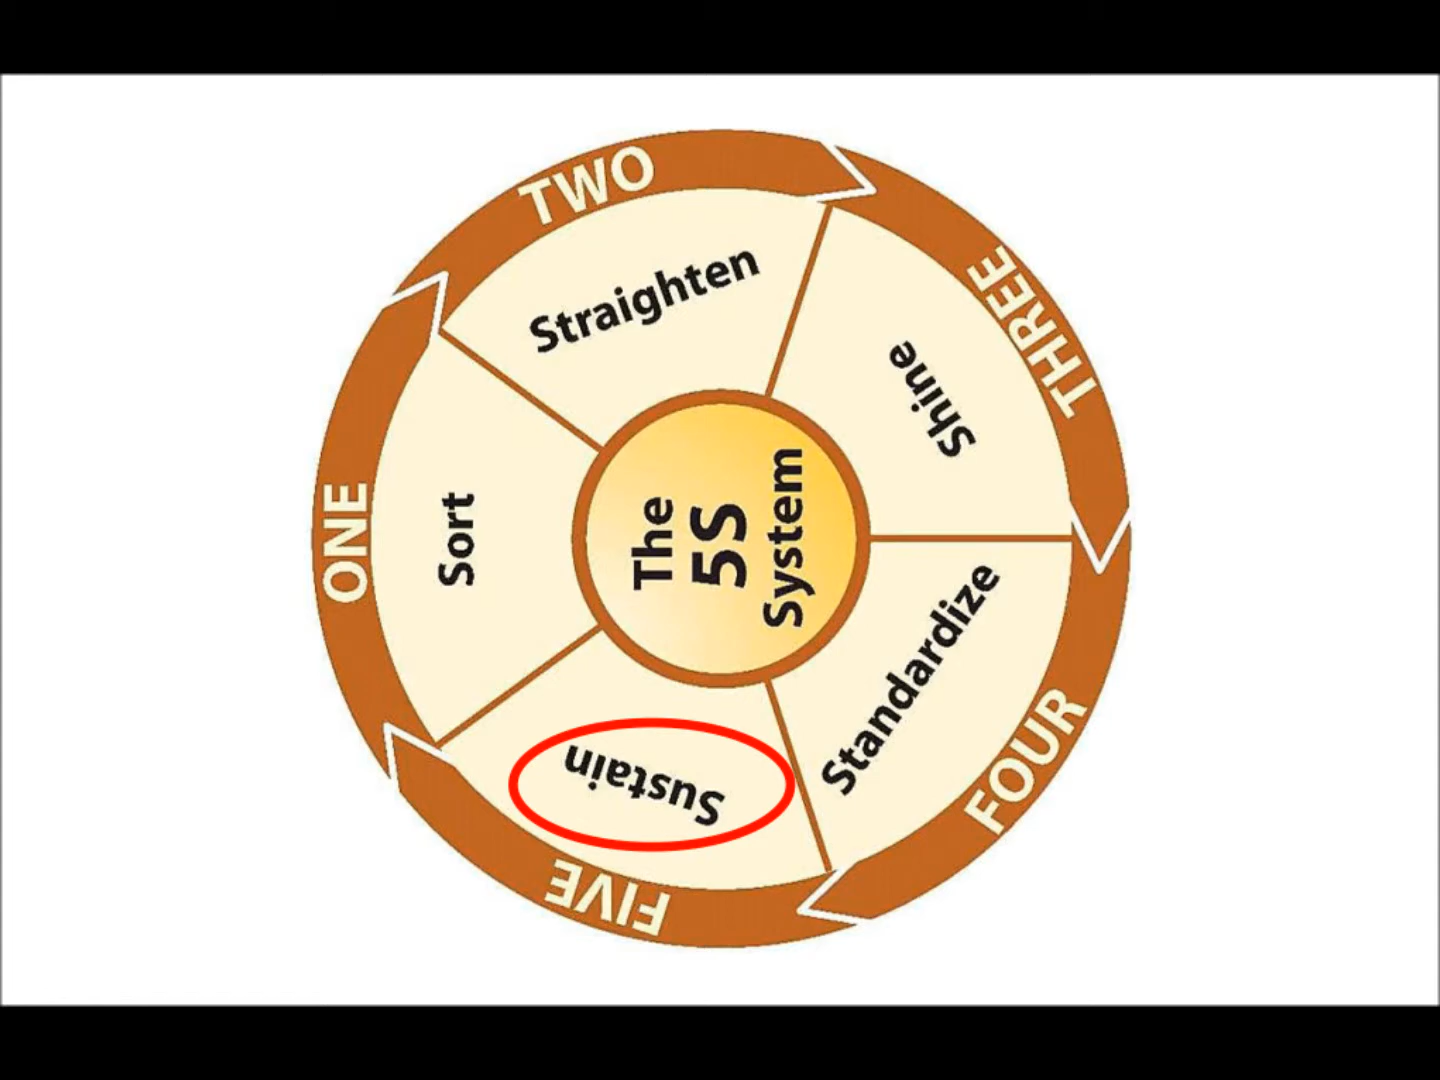 The
5S
System
ONE
Sort
TWO
Straighten
THREE
Shine
FOUR
Standardize
FIVE
Sustain